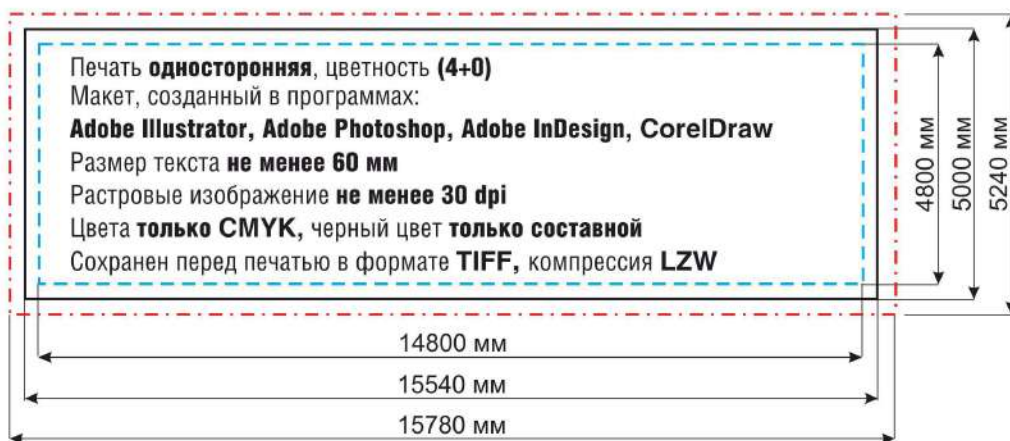 Печать односторонняя, цветность (4+0)
Макет, созданный в программах:
Adobe Illustrator, Adobe Photoshop, Adobe InDesign, CorelDraw
Размер текста не менее 60 мм
Растровые изображение не менее 30 dpi
Цвета только CMYK, черный цвет только составной
Сохранен перед печатью в формате TIFF, компрессия LZW
4800 мм
5000 мм
5240 мм
14800 мм
15540 мм
15780 мм